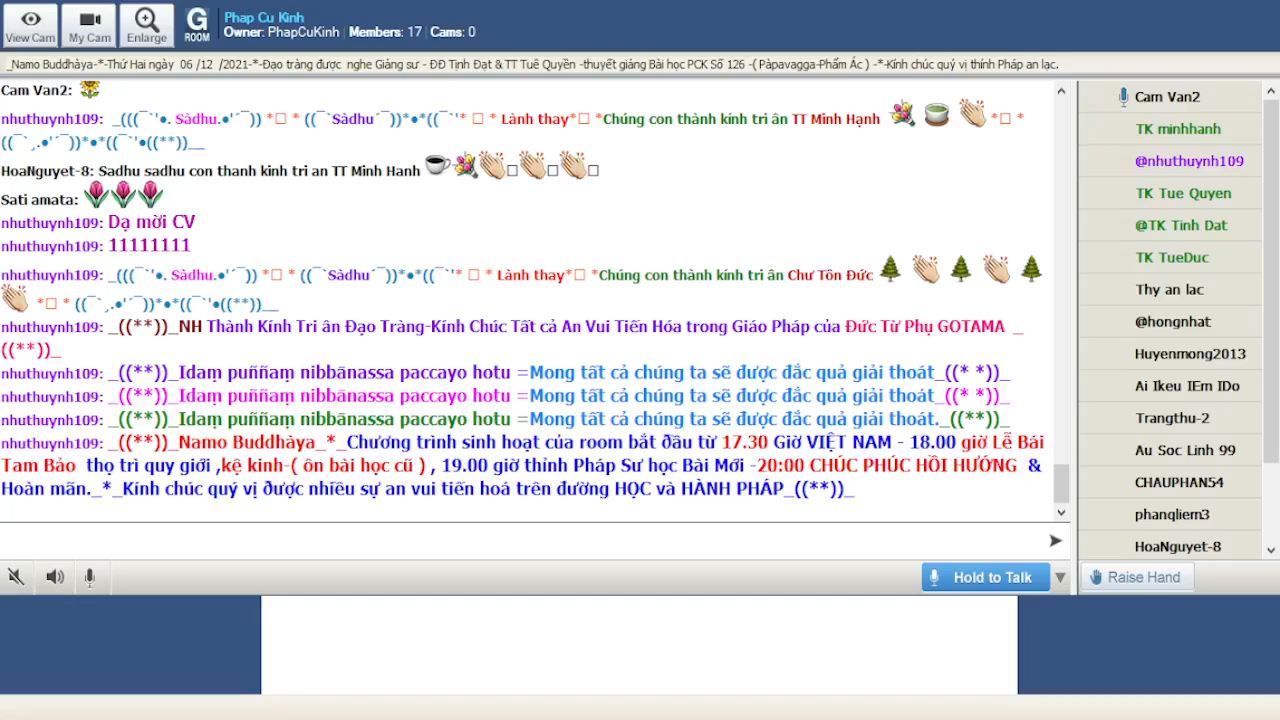 View Cam
My Cam
Enlarge
G
ROOM
Phap Cu Kinh
Owner: PhapCuKinh | Members: 17 | Cams: 0
_Namo Buddhàya-*-Thứ Hai ngày 06 /12 /2021-*-Đạo tràng được nghe Giảng sư - ĐĐ Tịnh Đạt & TT Tuê Quyền -thuyết giảng Bài học PCK Số 126 -( Pàpavagga-Phẩm Ác ) -*-Kính chúc quý vị thính Pháp an lạc.
Cam Van2:
nhuthuynh109: _(((¯`'•. Sàdhu.•'´¯)) *▯ * ((¯`Sàdhu´¯))*•*((¯`'* ▯ * Lành thay*▯ *Chúng con thành kính tri ân TT Minh Hạnh *▯ *
((¯`¸.•'´¯))*•*((¯`'•((**))__
HoaNguyet-8: Sadhu sadhu con thanh kinh tri an TT Minh Hanh ▯ ▯ ▯
Sati amata:
nhuthuynh109: Dạ mời CV
nhuthuynh109: 11111111
nhuthuynh109: _(((¯`'•. Sàdhu.•'´¯)) *▯ * ((¯`Sàdhu´¯))*•*((¯`'* ▯ * Lành thay*▯ *Chúng con thành kính tri ân Chư Tôn Đức
*▯ * ((¯`¸.•'´¯))*•*((¯`'•((**))__
nhuthuynh109: _((**))_NH Thành Kính Tri ân Đạo Tràng-Kính Chúc Tất cả An Vui Tiến Hóa trong Giáo Pháp của Đức Từ Phụ GOTAMA _
((**))_
nhuthuynh109: _((**))_Idaṃ puññaṃ nibbānassa paccayo hotu =Mong tất cả chúng ta sẽ được đắc quả giải thoát_((* *))_
nhuthuynh109: _((**))_Idaṃ puññaṃ nibbānassa paccayo hotu =Mong tất cả chúng ta sẽ được đắc quả giải thoát_((* *))_
nhuthuynh109: _((**))_Idaṃ puññaṃ nibbānassa paccayo hotu =Mong tất cả chúng ta sẽ được đắc quả giải thoát._((**))_
nhuthuynh109: _((**))_Namo Buddhàya_*_Chương trình sinh hoạt của room bắt đầu từ 17.30 Giờ VIỆT NAM - 18.00 giờ Lễ Bái
Tam Bảo thọ trì quy giới ,kệ kinh-( ôn bài học cũ ) , 19.00 giờ thỉnh Pháp Sư học Bài Mới -20:00 CHÚC PHÚC HỒI HƯỚNG &
Hoàn mãn._*_Kính chúc quý vị được nhiều sự an vui tiến hoá trên đường HỌC và HÀNH PHÁP_((**))_
Hold to Talk
Cam Van2
TK minhhanh
@nhuthuynh109
TK Tue Quyen
@TK Tinh Dat
TK TueDuc
Thy an lac
@hongnhat
Huyenmong2013
Ai Ikeu IEm IDo
Trangthu-2
Au Soc Linh 99
CHAUPHAN54
phanqliem3
HoaNguyet-8
Raise Hand